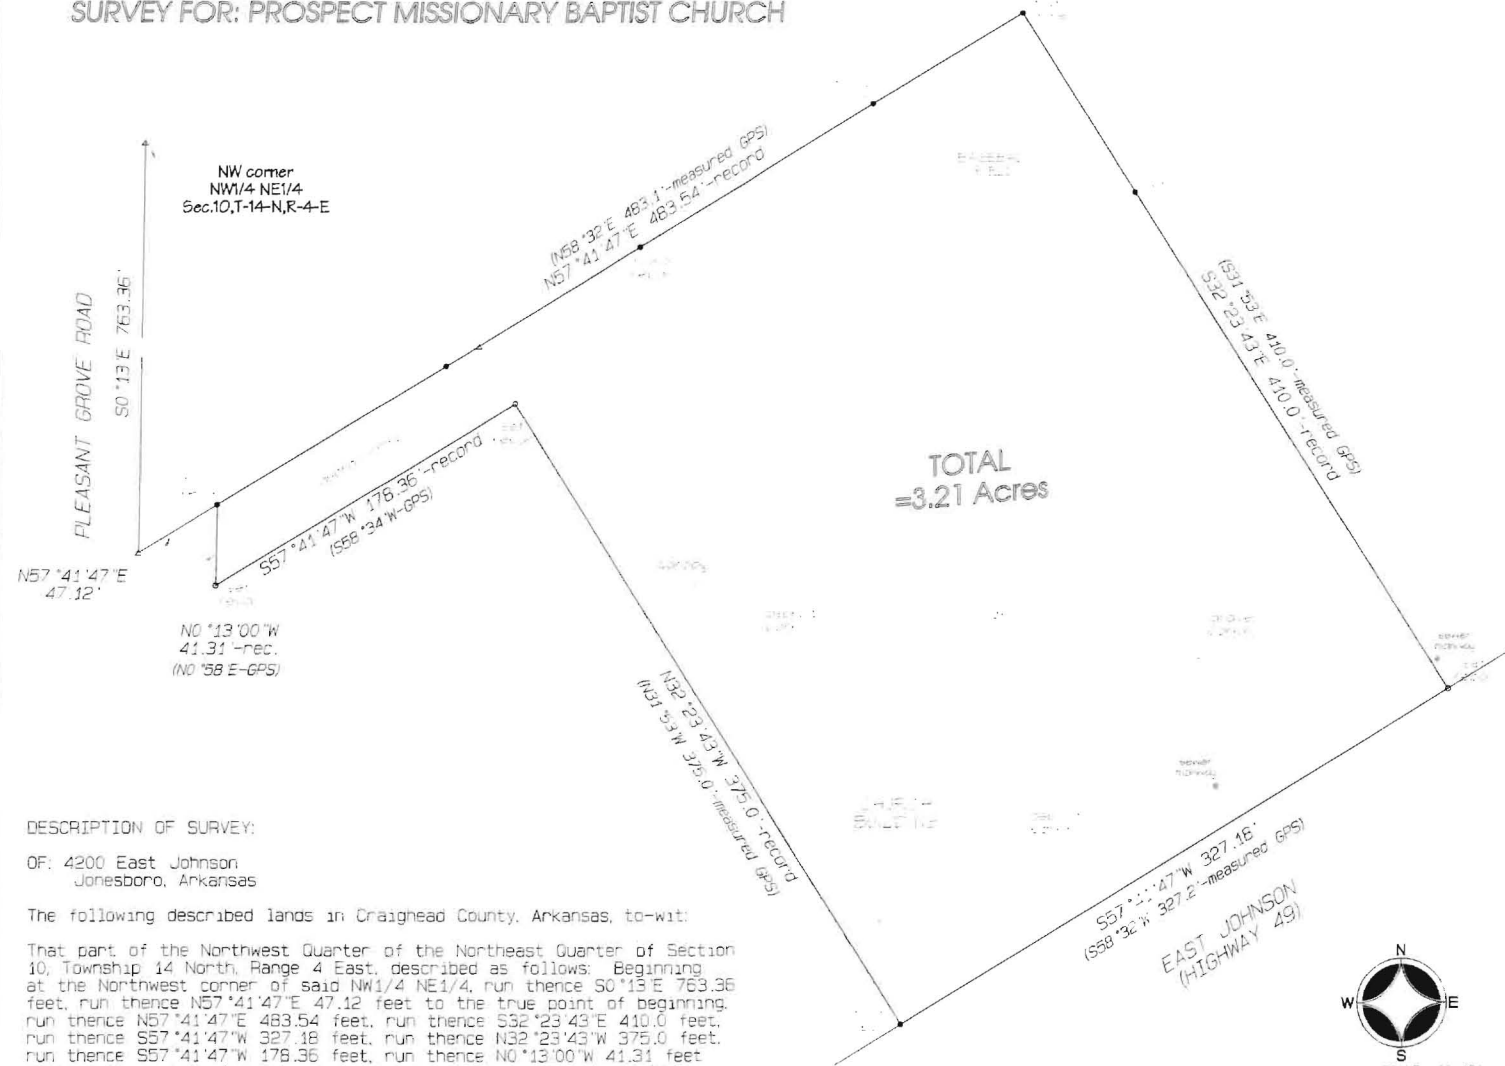 SURVEY FOR: PROSPECT MISSIONARY BAPTIST CHURCH
NW corner
NW1/4 NE1/4
Sec.10,T-14-N,R-4-E
PLEASANT GROVE ROAD
S0°13'E 763.36'
(N58°32'E 483.1'-measured GPS)
N57°41'47"E 483.54'-record
(S31°53'E 410.0'-measured GPS)
S32°23'43"E 410.0'-record
TOTAL
=3.21 Acres
S57°41'47"W 178.36'-record
(S58°34'W-GPS)
N57°41'47"E
47.12'
N0°13'00"W
41.31'-rec.
(N0°58'E-GPS)
canopy
N32°23'43"W 375.0'-record
(N31°53'W 375.0'-measured GPS)
CHURCH
BUILDING
S57° 47"W 327.18'
(S58°32'W 327.2'-measured GPS)
EAST JOHNSON
(HIGHWAY 49)
N
W E
S
DESCRIPTION OF SURVEY:
OF: 4200 East Johnson
Jonesboro, Arkansas
The following described lands in Craighead County, Arkansas, to-wit:
That part of the Northwest Quarter of the Northeast Quarter of Section
10, Township 14 North, Range 4 East, described as follows: Beginning
at the Northwest corner of said NW1/4 NE1/4, run thence S0°13'E 763.36
feet, run thence N57°41'47"E 47.12 feet to the true point of beginning,
run thence N57°41'47"E 483.54 feet, run thence S32°23'43"E 410.0 feet,
run thence S57°41'47"W 327.18 feet, run thence N32°23'43"W 375.0 feet,
run thence S57°41'47"W 178.36 feet, run thence N0°13'00"W 41.31 feet